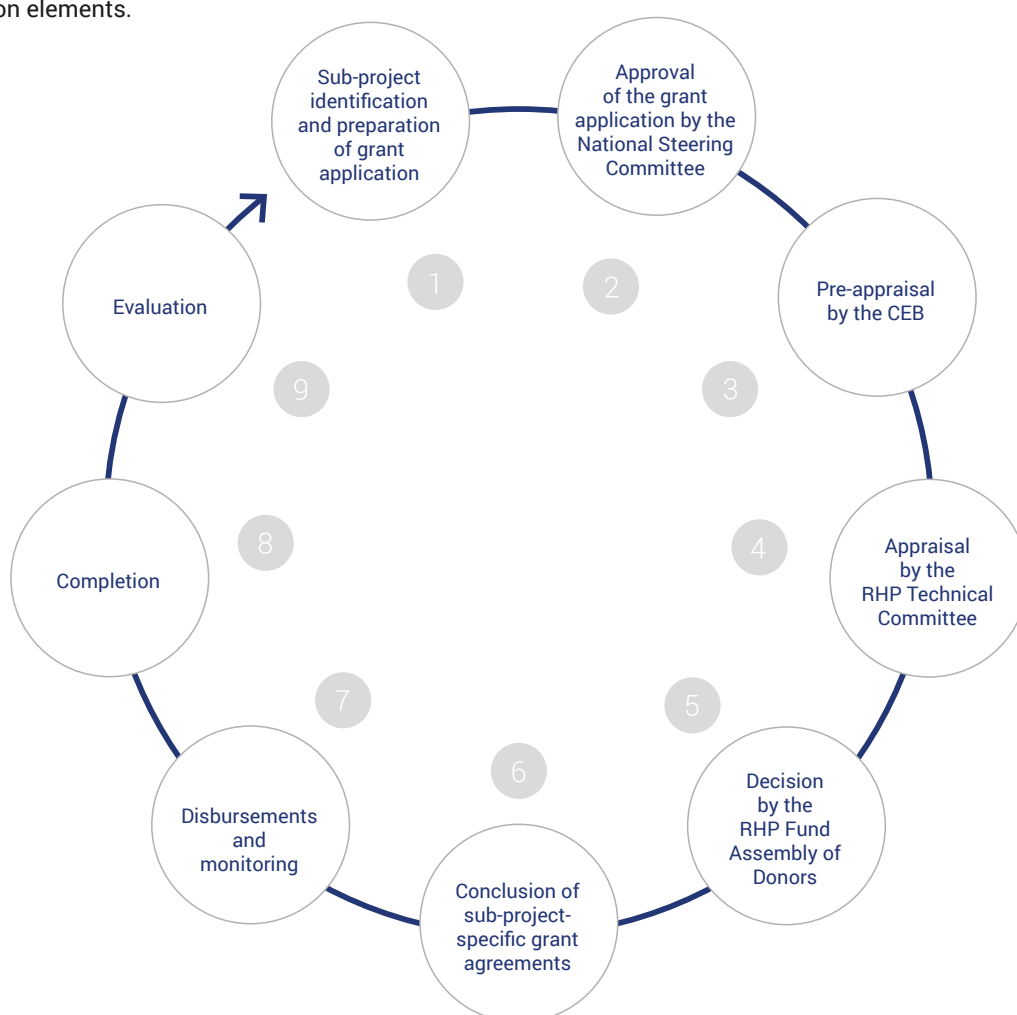 on elements.
Sub-project
identification
and preparation
of grant
application
1
Approval
of the grant
application by the
National Steering
Committee
2
Pre-appraisal
by the CEB
3
Appraisal
by the
RHP Technical
Committee
4
Decision
by the
RHP Fund
Assembly of
Donors
5
Conclusion of
sub-project-
specific grant
agreements
6
Disbursements
and
monitoring
7
Completion
8
Evaluation
9